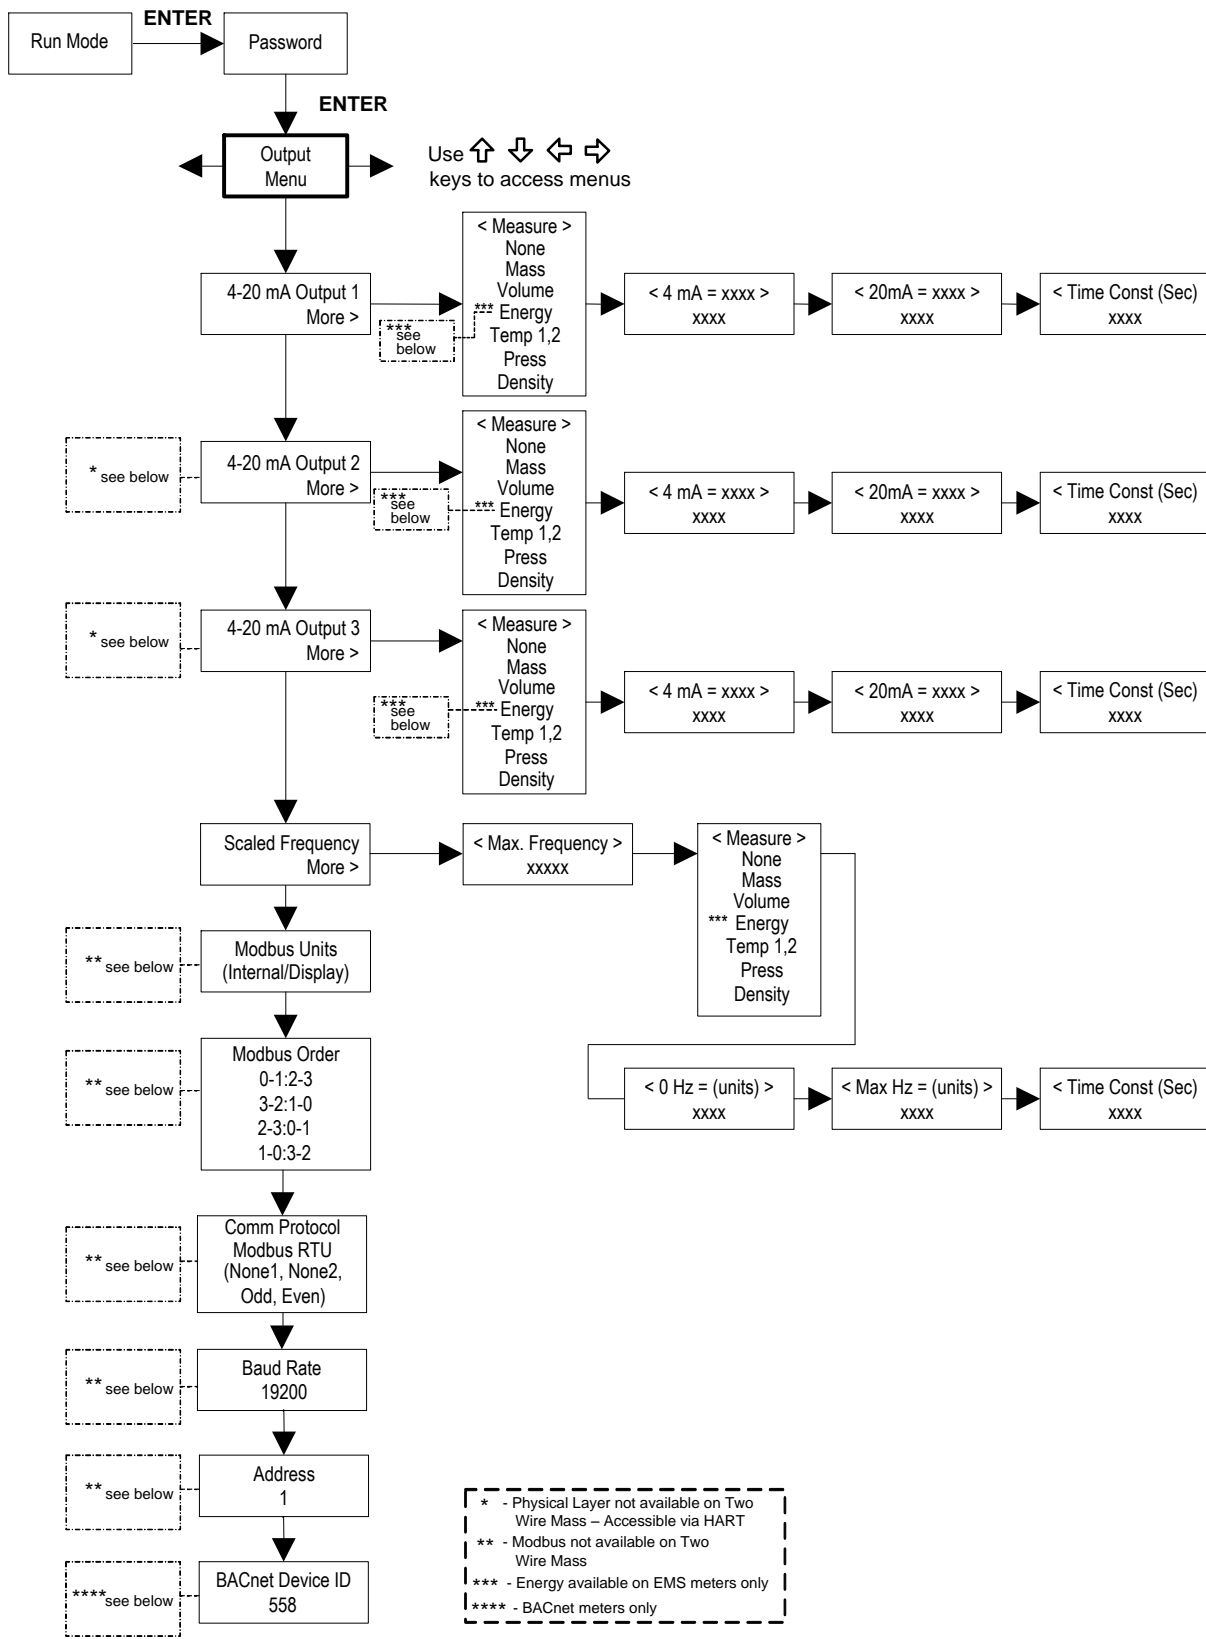 ENTER
Run Mode
Password
ENTER
Output
Menu
Use
keys to access menus
4-20 mA Output 1
More >
*** see
below
< Measure >
None
Mass
Volume
*** Energy
Temp 1,2
Press
Density
< 4 mA = xxxx >
xxxx
< 20mA = xxxx >
xxxx
< Time Const (Sec)
xxxx
* see below
4-20 mA Output 2
More >
*** see
below
< Measure >
None
Mass
Volume
*** Energy
Temp 1,2
Press
Density
< 4 mA = xxxx >
xxxx
< 20mA = xxxx >
xxxx
< Time Const (Sec)
xxxx
* see below
4-20 mA Output 3
More >
*** see
below
< Measure >
None
Mass
Volume
*** Energy
Temp 1,2
Press
Density
< 4 mA = xxxx >
xxxx
< 20mA = xxxx >
xxxx
< Time Const (Sec)
xxxx
Scaled Frequency
More >
< Max. Frequency >
xxxxx
< Measure >
None
Mass
Volume
*** Energy
Temp 1,2
Press
Density
< 0 Hz = (units) >
xxxx
< Max Hz = (units) >
xxxx
< Time Const (Sec)
xxxx
** see below
Modbus Units
(Internal/Display)
** see below
Modbus Order
0-1:2-3
3-2:1-0
2-3:0-1
1-0:3-2
** see below
Comm Protocol
Modbus RTU
(None1, None2,
Odd, Even)
** see below
Baud Rate
19200
** see below
Address
1
**** see below
BACnet Device ID
558
* - Physical Layer not available on Two
Wire Mass – Accessible via HART
** - Modbus not available on Two
Wire Mass
*** - Energy available on EMS meters only
**** - BACnet meters only